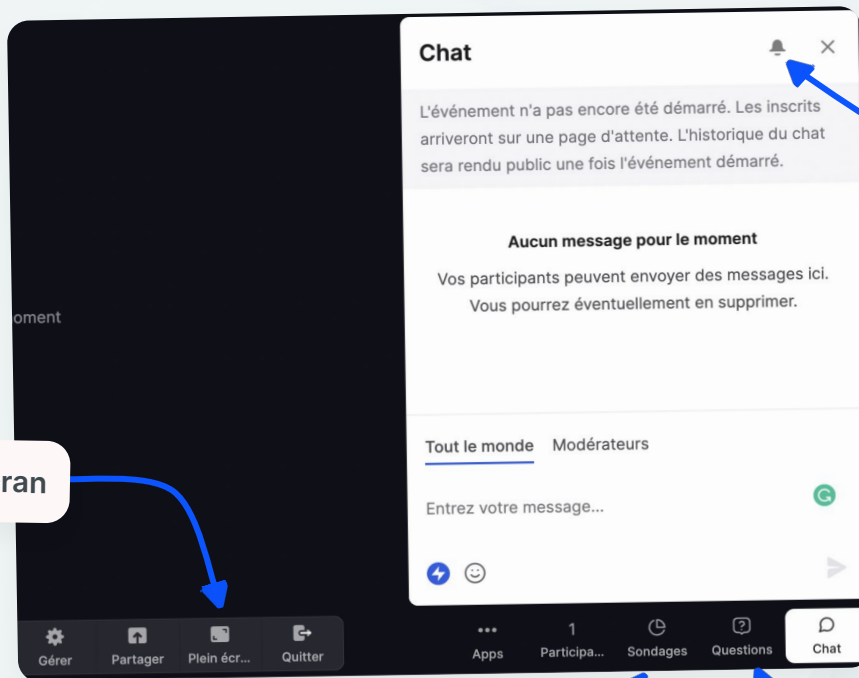 Chat
L'événement n'a pas encore été démarré. Les inscrits
arriveront sur une page d'attente. L'historique du chat
sera rendu public une fois l'événement démarré.
Aucun message pour le moment
Vos participants peuvent envoyer des messages ici.
Vous pourrez éventuellement en supprimer.
oment
Tout le monde Modérateurs
ran
Entrez votre message...
Gérer Partager Plein écr... Quitter Apps 1 Participa... Sondages Questions Chat